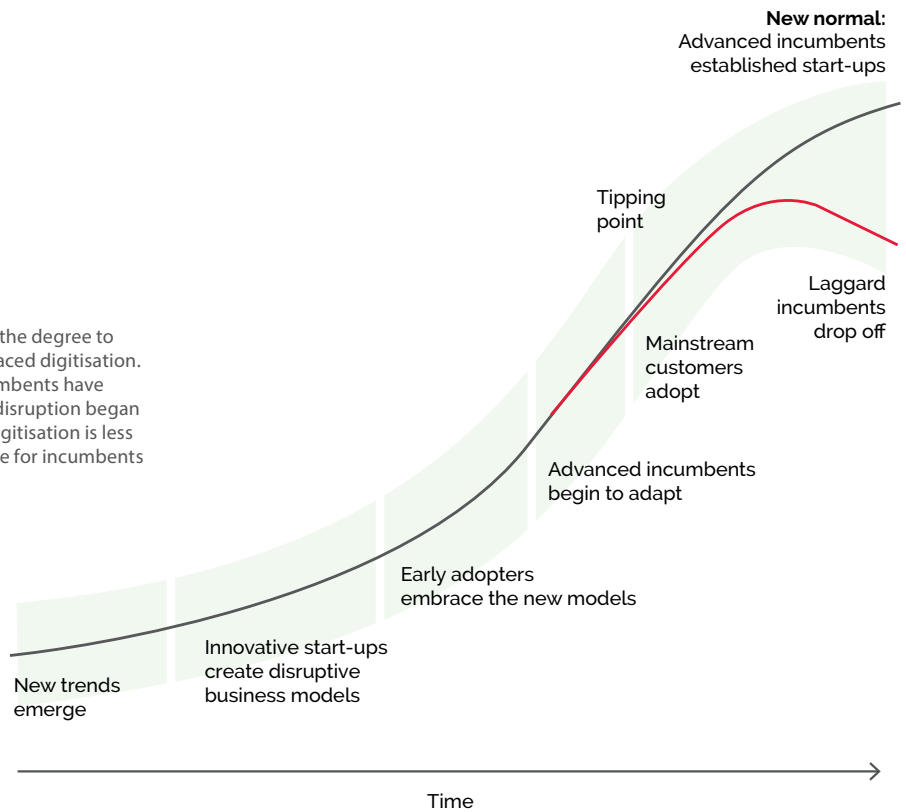 New normal:
Advanced incumbents
established start-ups
Tipping
point
Laggard
incumbents
drop off
the degree to
aced digitisation.
mbents have
disruption began
gitisation is less
e for incumbents
Mainstream
customers
adopt
Advanced incumbents
begin to adapt
Early adopters
embrace the new models
Innovative start-ups
create disruptive
business models
New trends
emerge
Time